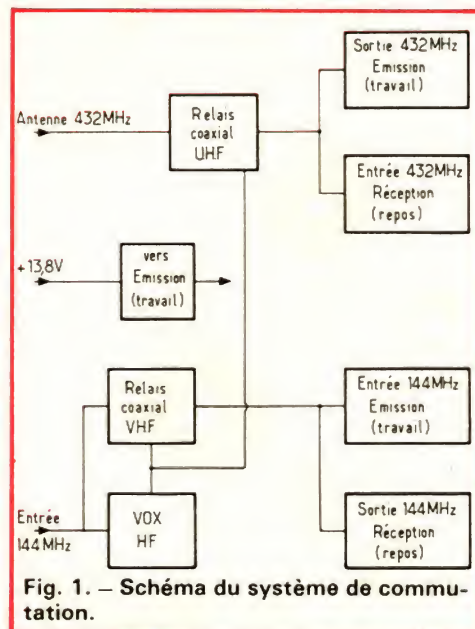 Sortie 432MHz
Emission
(travail)
Antenne 432MHz
Relais
coaxial
U.H.F
Entrée 432MHz
Réception
(repos)
+13,8V
vers
Emission
(travail)
Relais
coaxial
V.H.F
Entrée 144MHz
Emission
(travail)
Entrée
144MHz
VOX
HF
Sortie 144MHz
Réception
(repos)
Fig. 1. – Schéma du système de commu-
tation.